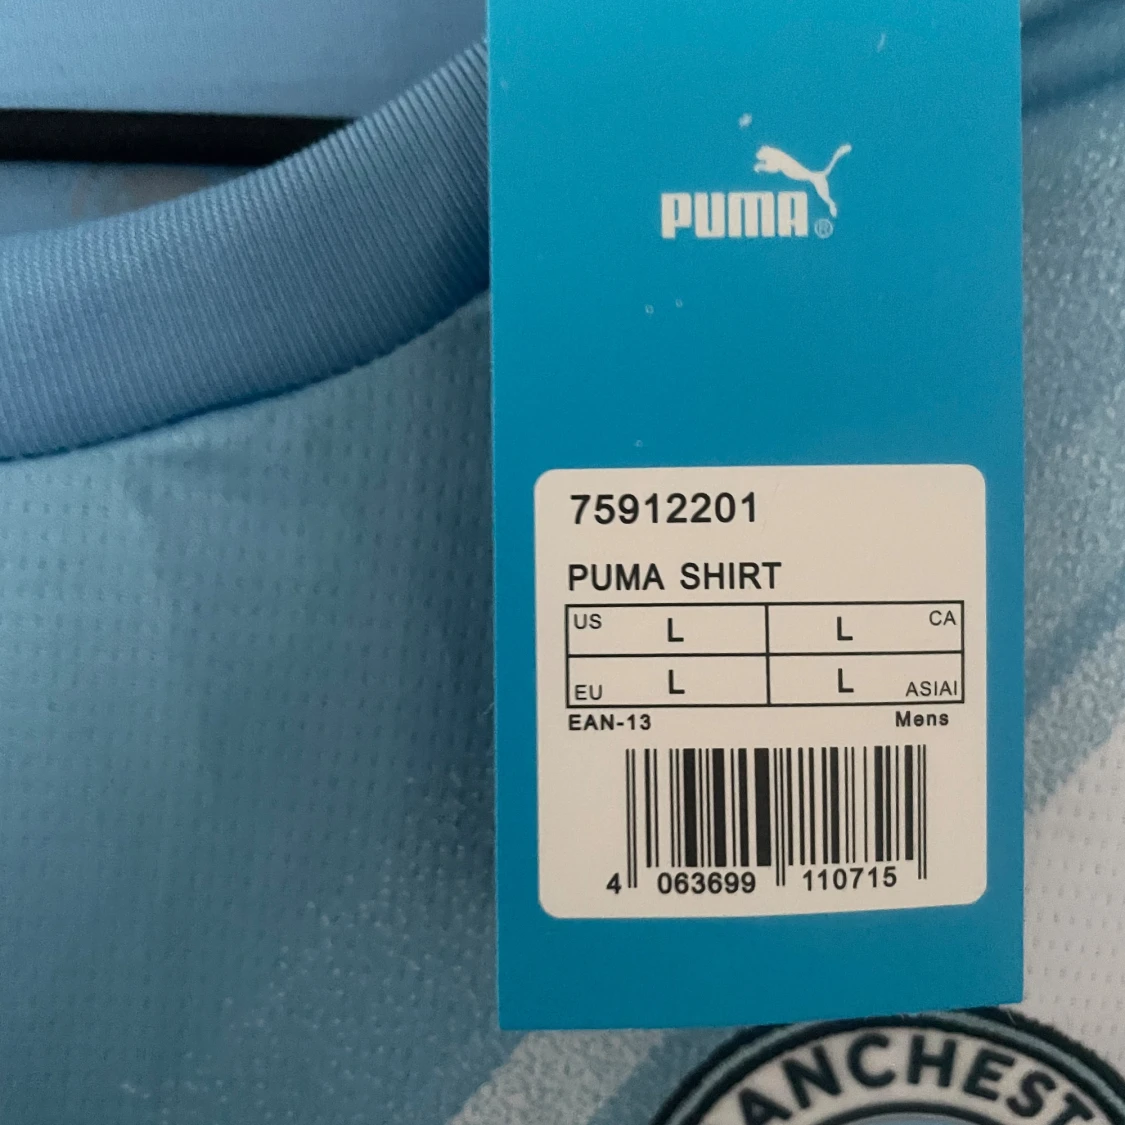 PUMA®
75912201
PUMA SHIRT
US L L CA
EU L L ASIAI
EAN-13 Mens
4 063699 110715
ANCHEST